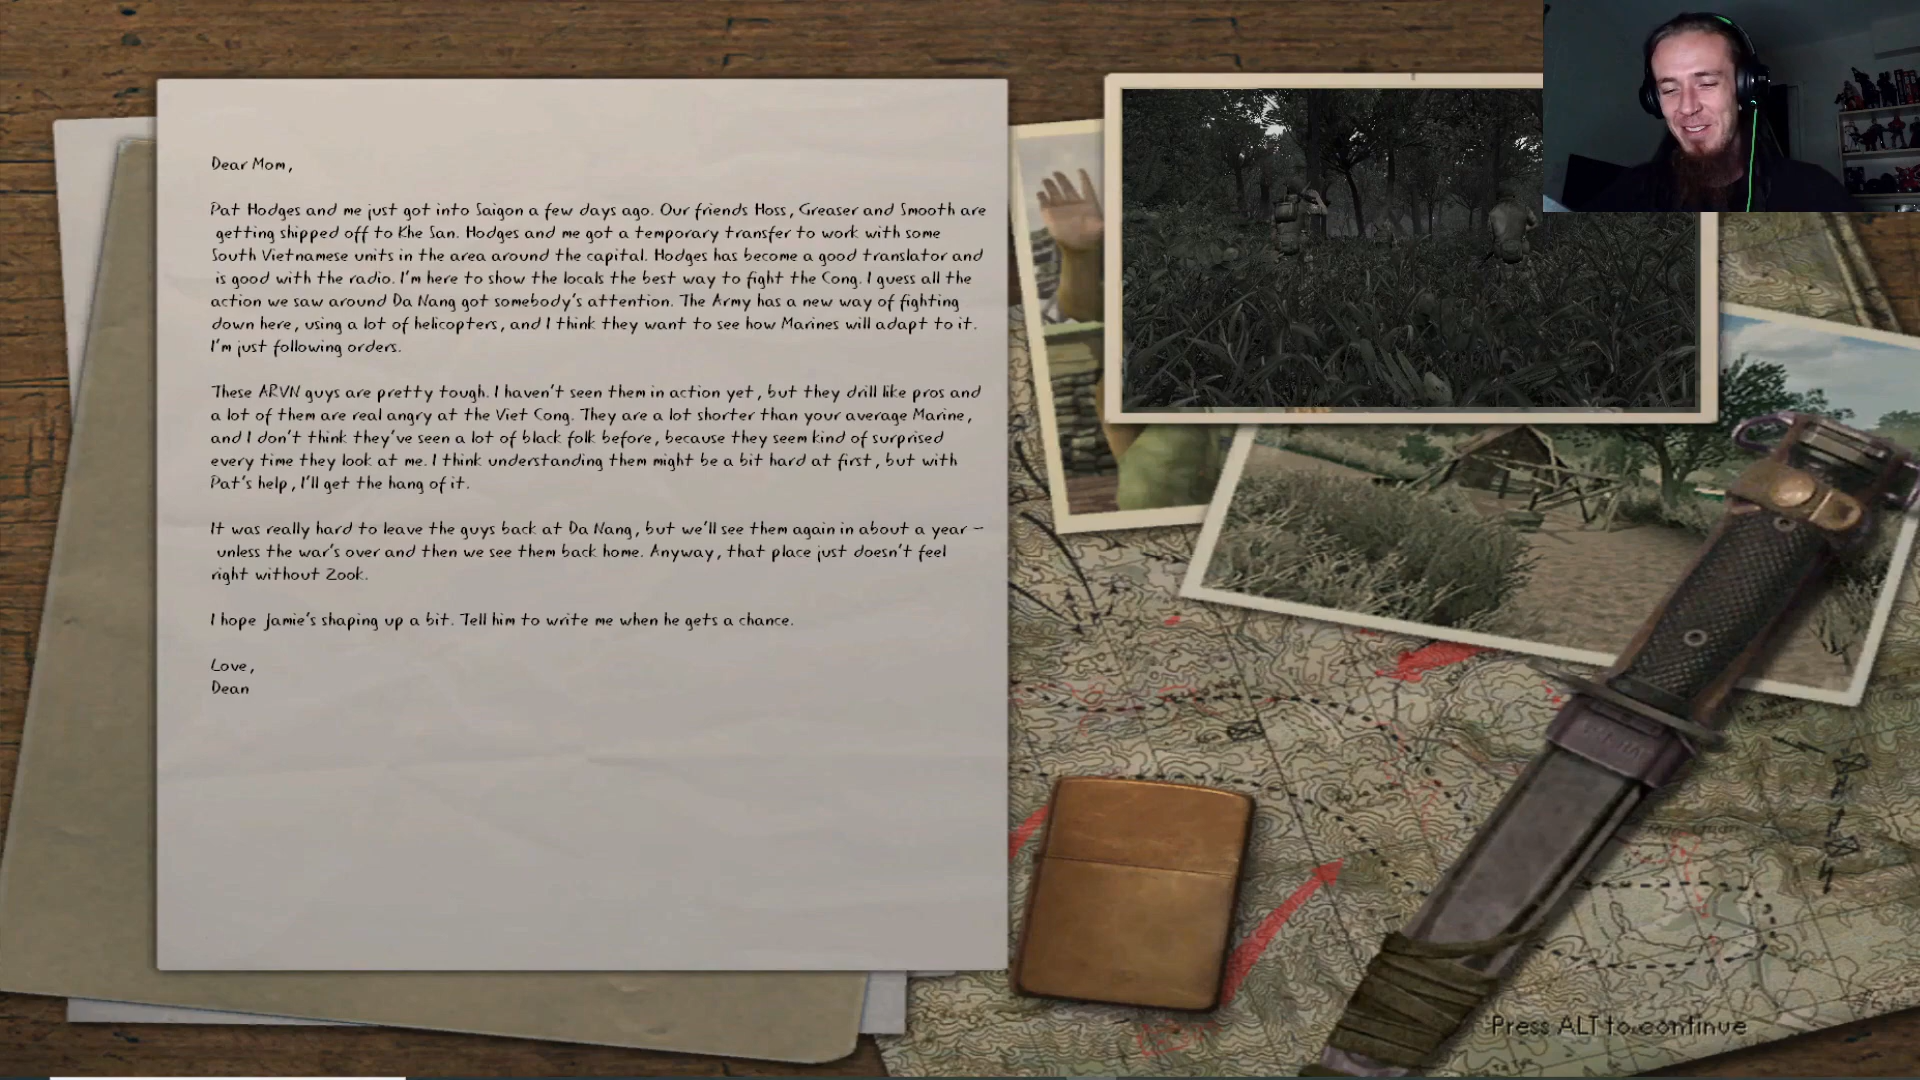 Dear Mom,
Pat Hodges and me just got into Saigon a few days ago. Our friends Hoss, Greaser and Smooth are
getting shipped off to Khe San. Hodges and me got a temporary transfer to work with some
South Vietnamese units in the area around the capital. Hodges has become a good translator and
is good with the radio. I'm here to show the locals the best way to fight the Cong. I guess all the
action we saw around Da Nang got somebody's attention. The Army has a new way of fighting
down here, using a lot of helicopters, and I think they want to see how Marines will adapt to it.
I'm just following orders.
These ARVN guys are pretty tough. I haven't seen them in action yet, but they drill like pros and
a lot of them are real angry at the Viet Cong. They are a lot shorter than your average Marine,
and I don't think they've seen a lot of black folk before, because they seem kind of surprised
every time they look at me. I think understanding them might be a bit hard at first, but with
Pat's help, I'll get the hang of it.
It was really hard to leave the guys back at Da Nang, but we'll see them again in about a year -
unless the war's over and then we see them back home. Anyway, that place just doesn't feel
right without Zook.
I hope Jamie's shaping up a bit. Tell him to write me when he gets a chance.
Love,
Dean
Press ALT to continue